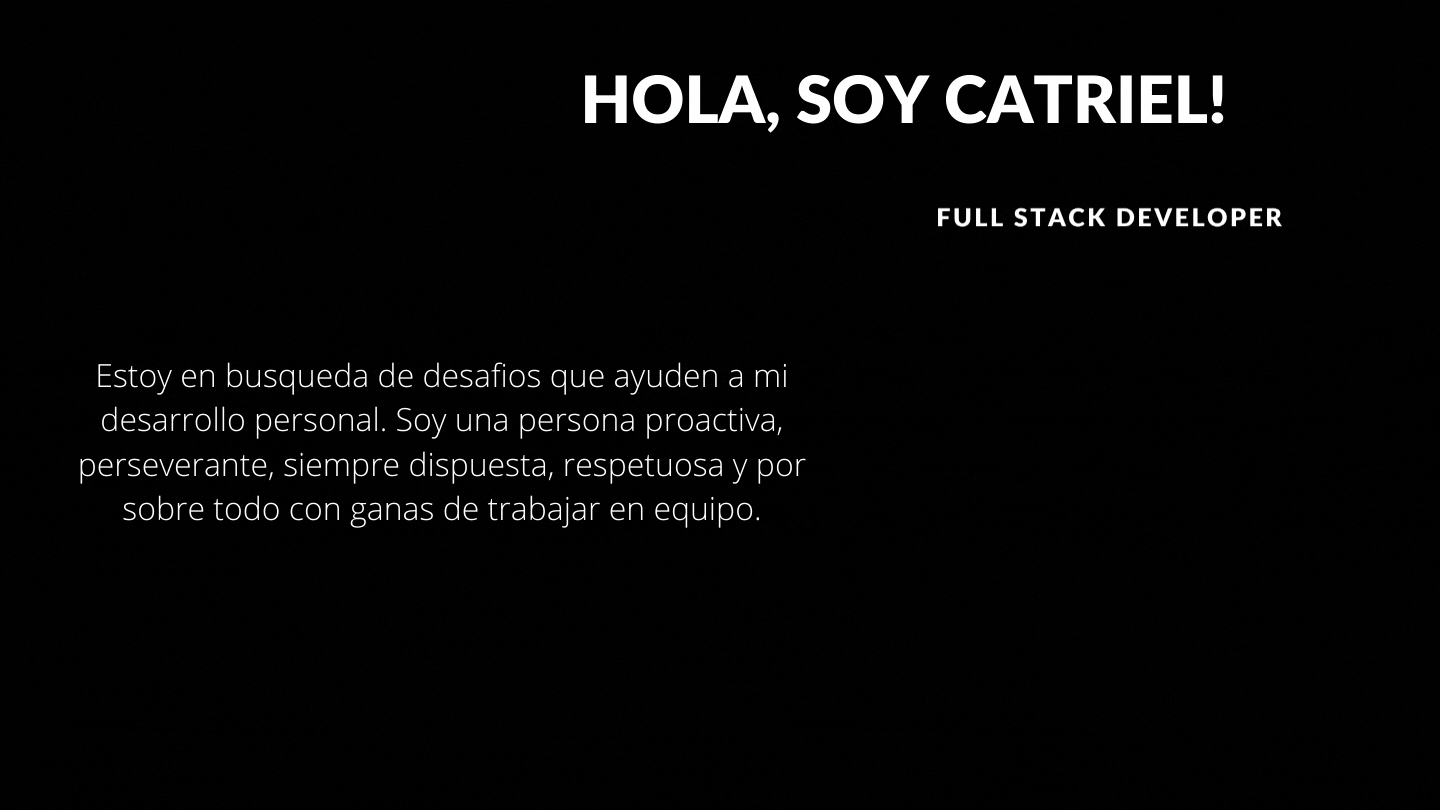 HOLA, SOY CATRIEL!
FULL STACK DEVELOPER
Estoy en busqueda de desafios que ayuden a mi
desarrollo personal. Soy una persona proactiva,
perseverante, siempre dispuesta, respetuosa y por
sobre todo con ganas de trabajar en equipo.